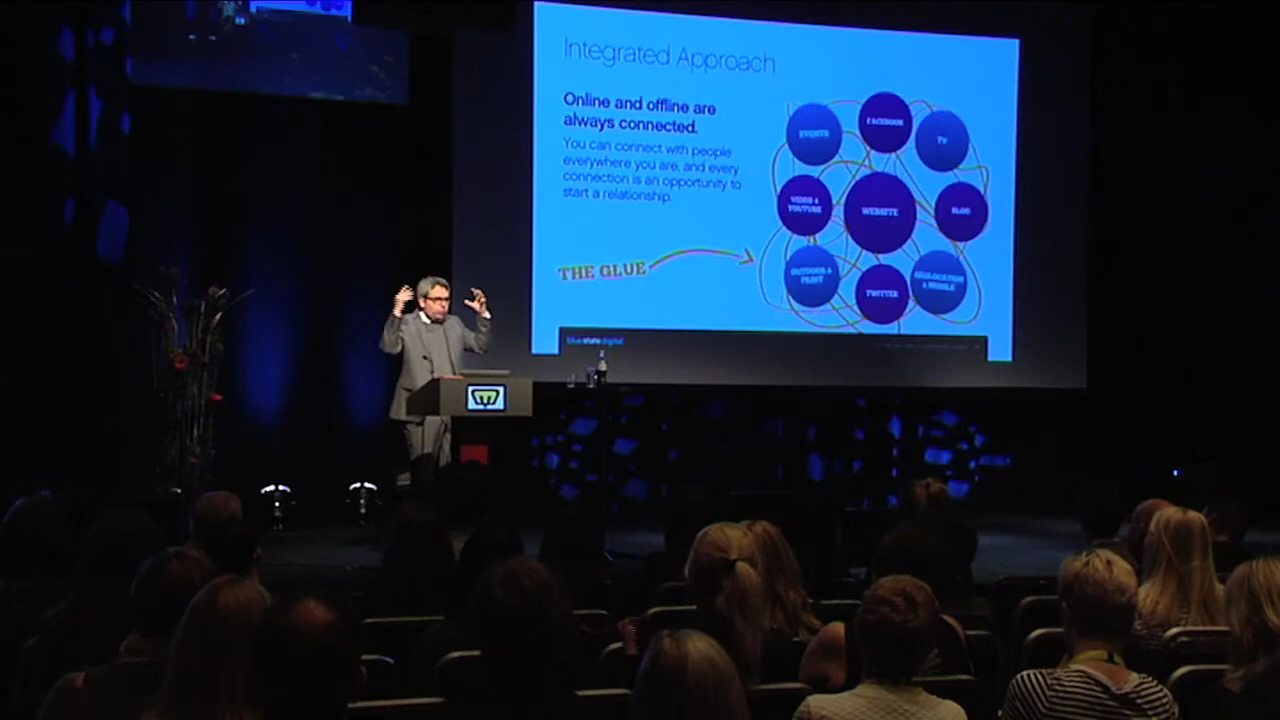 Integrated Approach
Online and offline are
always connected.
You can connect with people
everywhere you are, and every
connection is an opportunity to
start a relationship.
THE GLUE
EVENTS
FACEBOOK
TV
VIDEO &
YOUTUBE
WEBSITE
BLOG
OUTDOOR &
PRINT
TWITTER
GEOLOCATION
& MOBILE
blue state digital